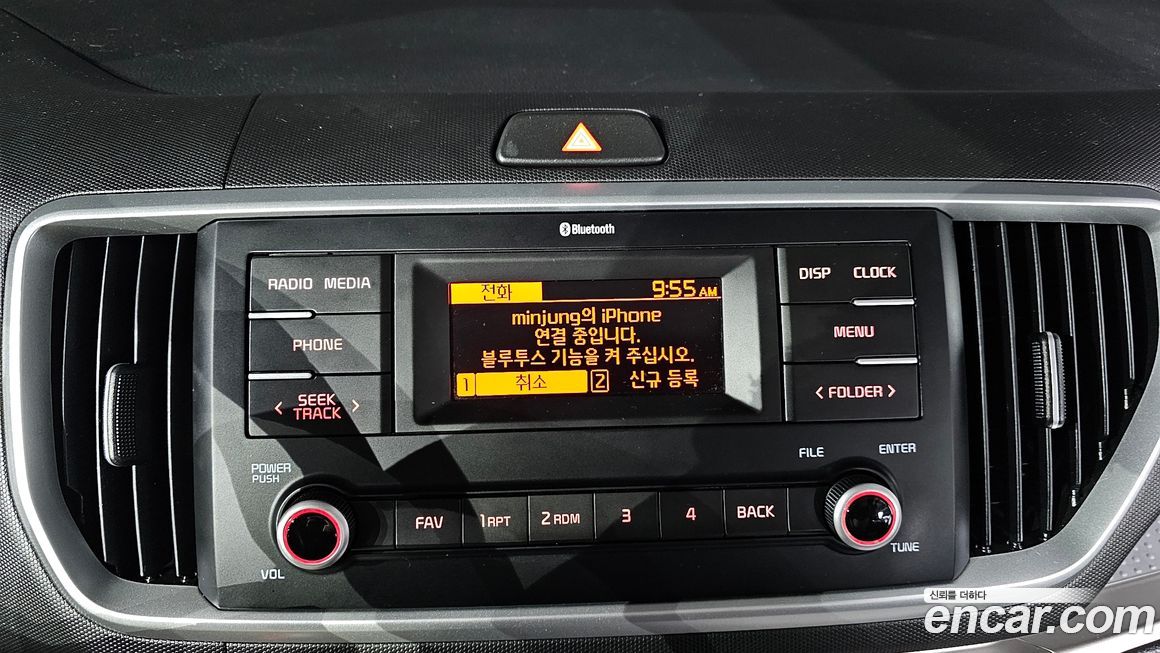 Bluetooth
RADIO MEDIA
DISP CLOCK
전화 9:55 AM
minjung의 iPhone
연결 중입니다.
블루투스 기능을 켜 주십시오.
1 취소 2 신규 등록
PHONE
MENU
< SEEK TRACK >
< FOLDER >
POWER
PUSH
FILE
ENTER
FAV 1 RPT 2 RDM 3 4 BACK
VOL
TUNE
신뢰를 더하다
encar.com